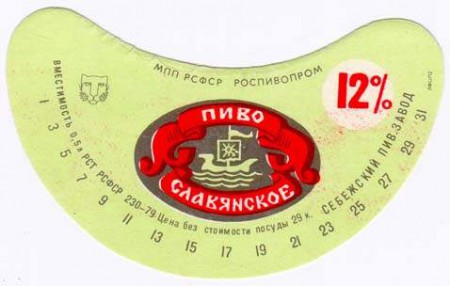 МПП РСФСР РОСПИВОПРОМ
12%
ПИВО
СЛАВЯНСКОЕ
ВМЕСТИМОСТЬ 0,5 л РСТ РСФСР 230-79 Цена без стоимости посуды 29 к. СЕБЕЖСКИЙ ПИВ.ЗАВОД
1 3 5 7 9 11 13 15 17 19 21 23 25 27 29 31